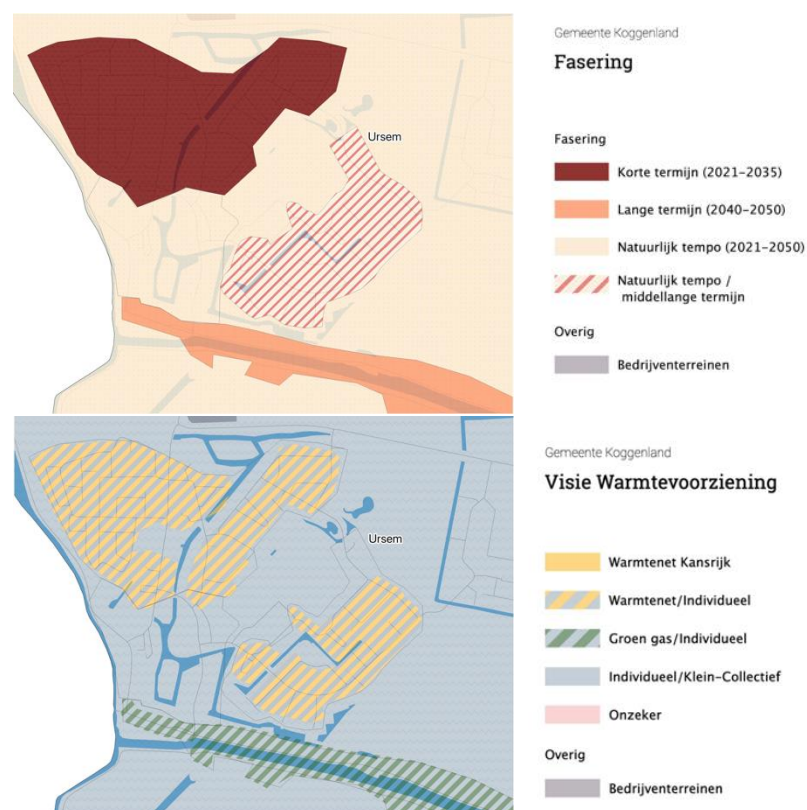 Ursem
Gemeente Koggenland
Fasering
Fasering
Korte termijn (2021-2035)
Lange termijn (2040-2050)
Natuurlijk tempo (2021-2050)
Natuurlijk tempo /
middellange termijn
Overig
Bedrijventerreinen
Ursem
Gemeente Koggenland
Visie Warmtevoorziening
Warmtenet Kansrijk
Warmtenet/Individueel
Groen gas/Individueel
Individueel/Klein-Collectief
Onzeker
Overig
Bedrijventerreinen